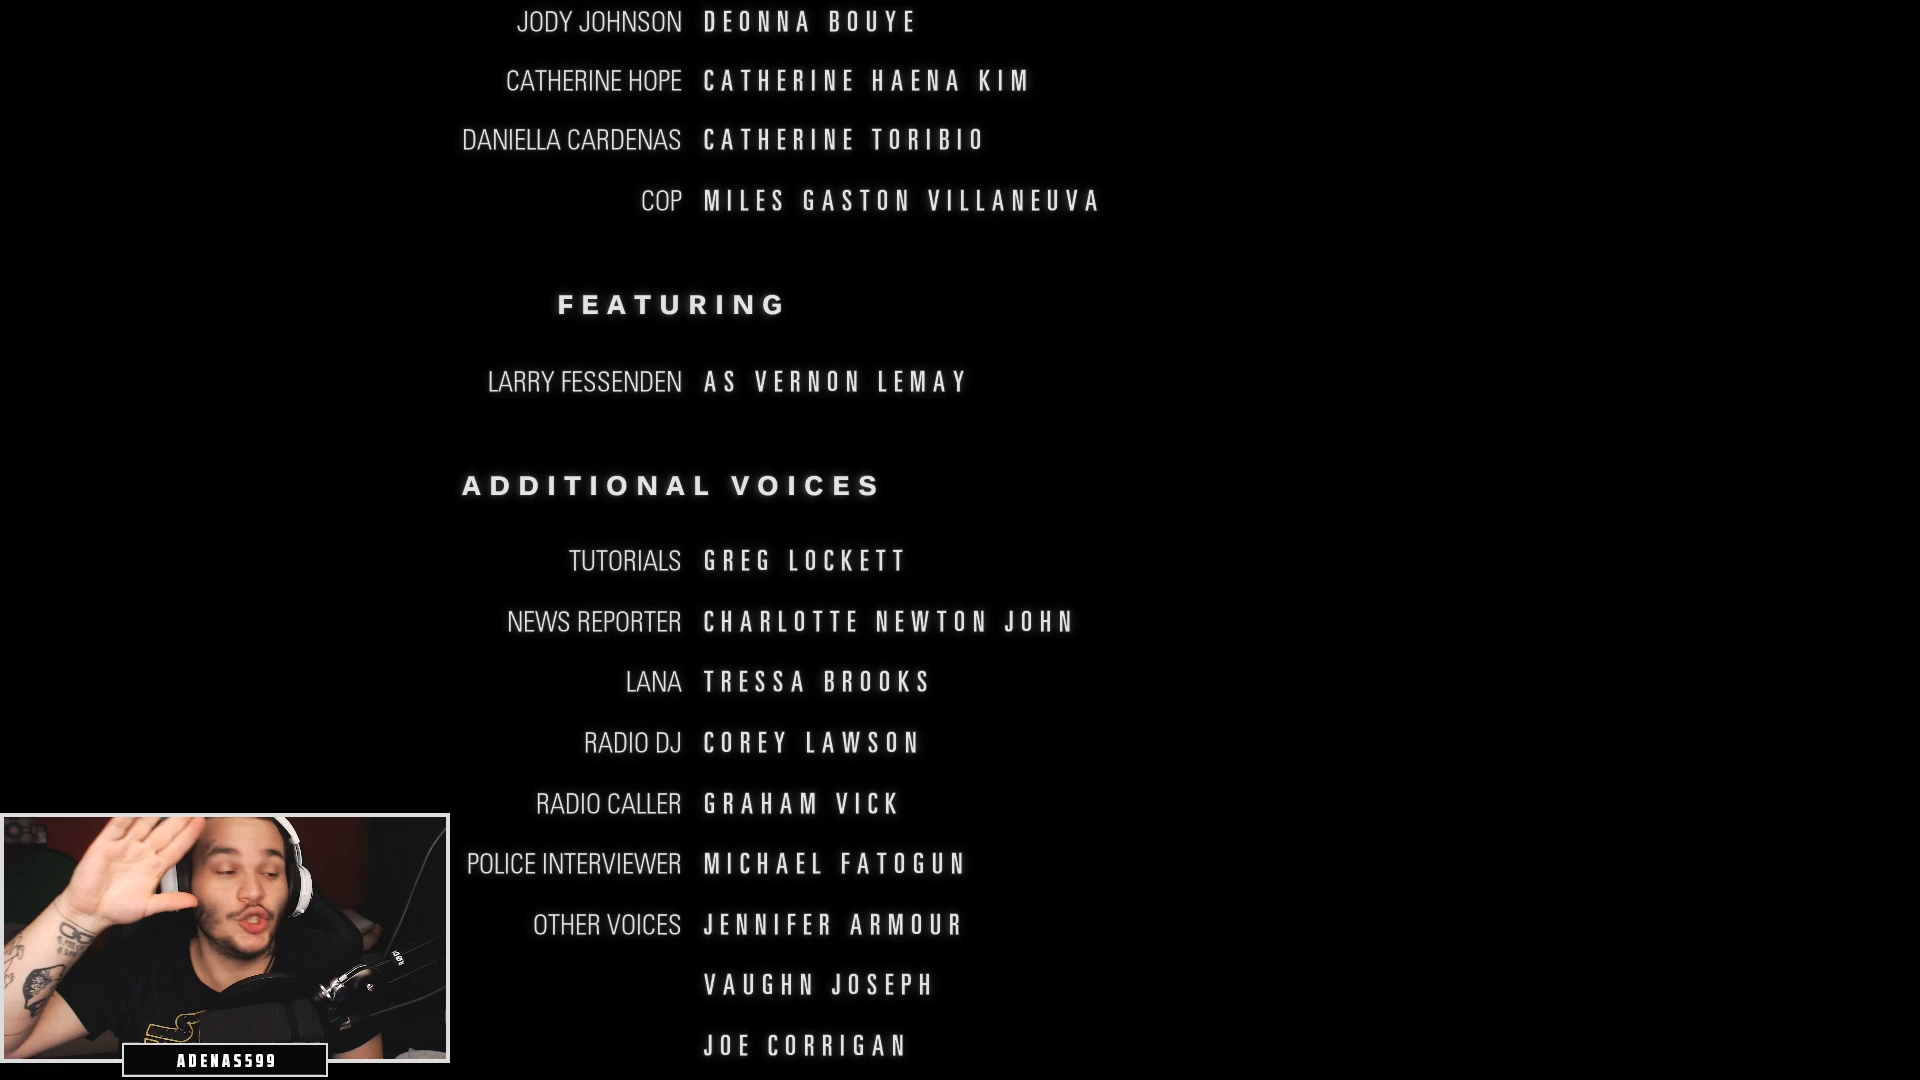 JODY JOHNSON DEONNA BOUYE
CATHERINE HOPE CATHERINE HAENA KIM
DANIELLA CARDENAS CATHERINE TORIBIO
COP MILES GASTON VILLANEUVA
FEATURING
LARRY FESSENDEN AS VERNON LEMAY
ADDITIONAL VOICES
TUTORIALS GREG LOCKETT
NEWS REPORTER CHARLOTTE NEWTON JOHN
LANA TRESSA BROOKS
RADIO DJ COREY LAWSON
RADIO CALLER GRAHAM VICK
POLICE INTERVIEWER MICHAEL FATOGUN
OTHER VOICES JENNIFER ARMOUR
VAUGHN JOSEPH
JOE CORRIGAN
ADENAS599